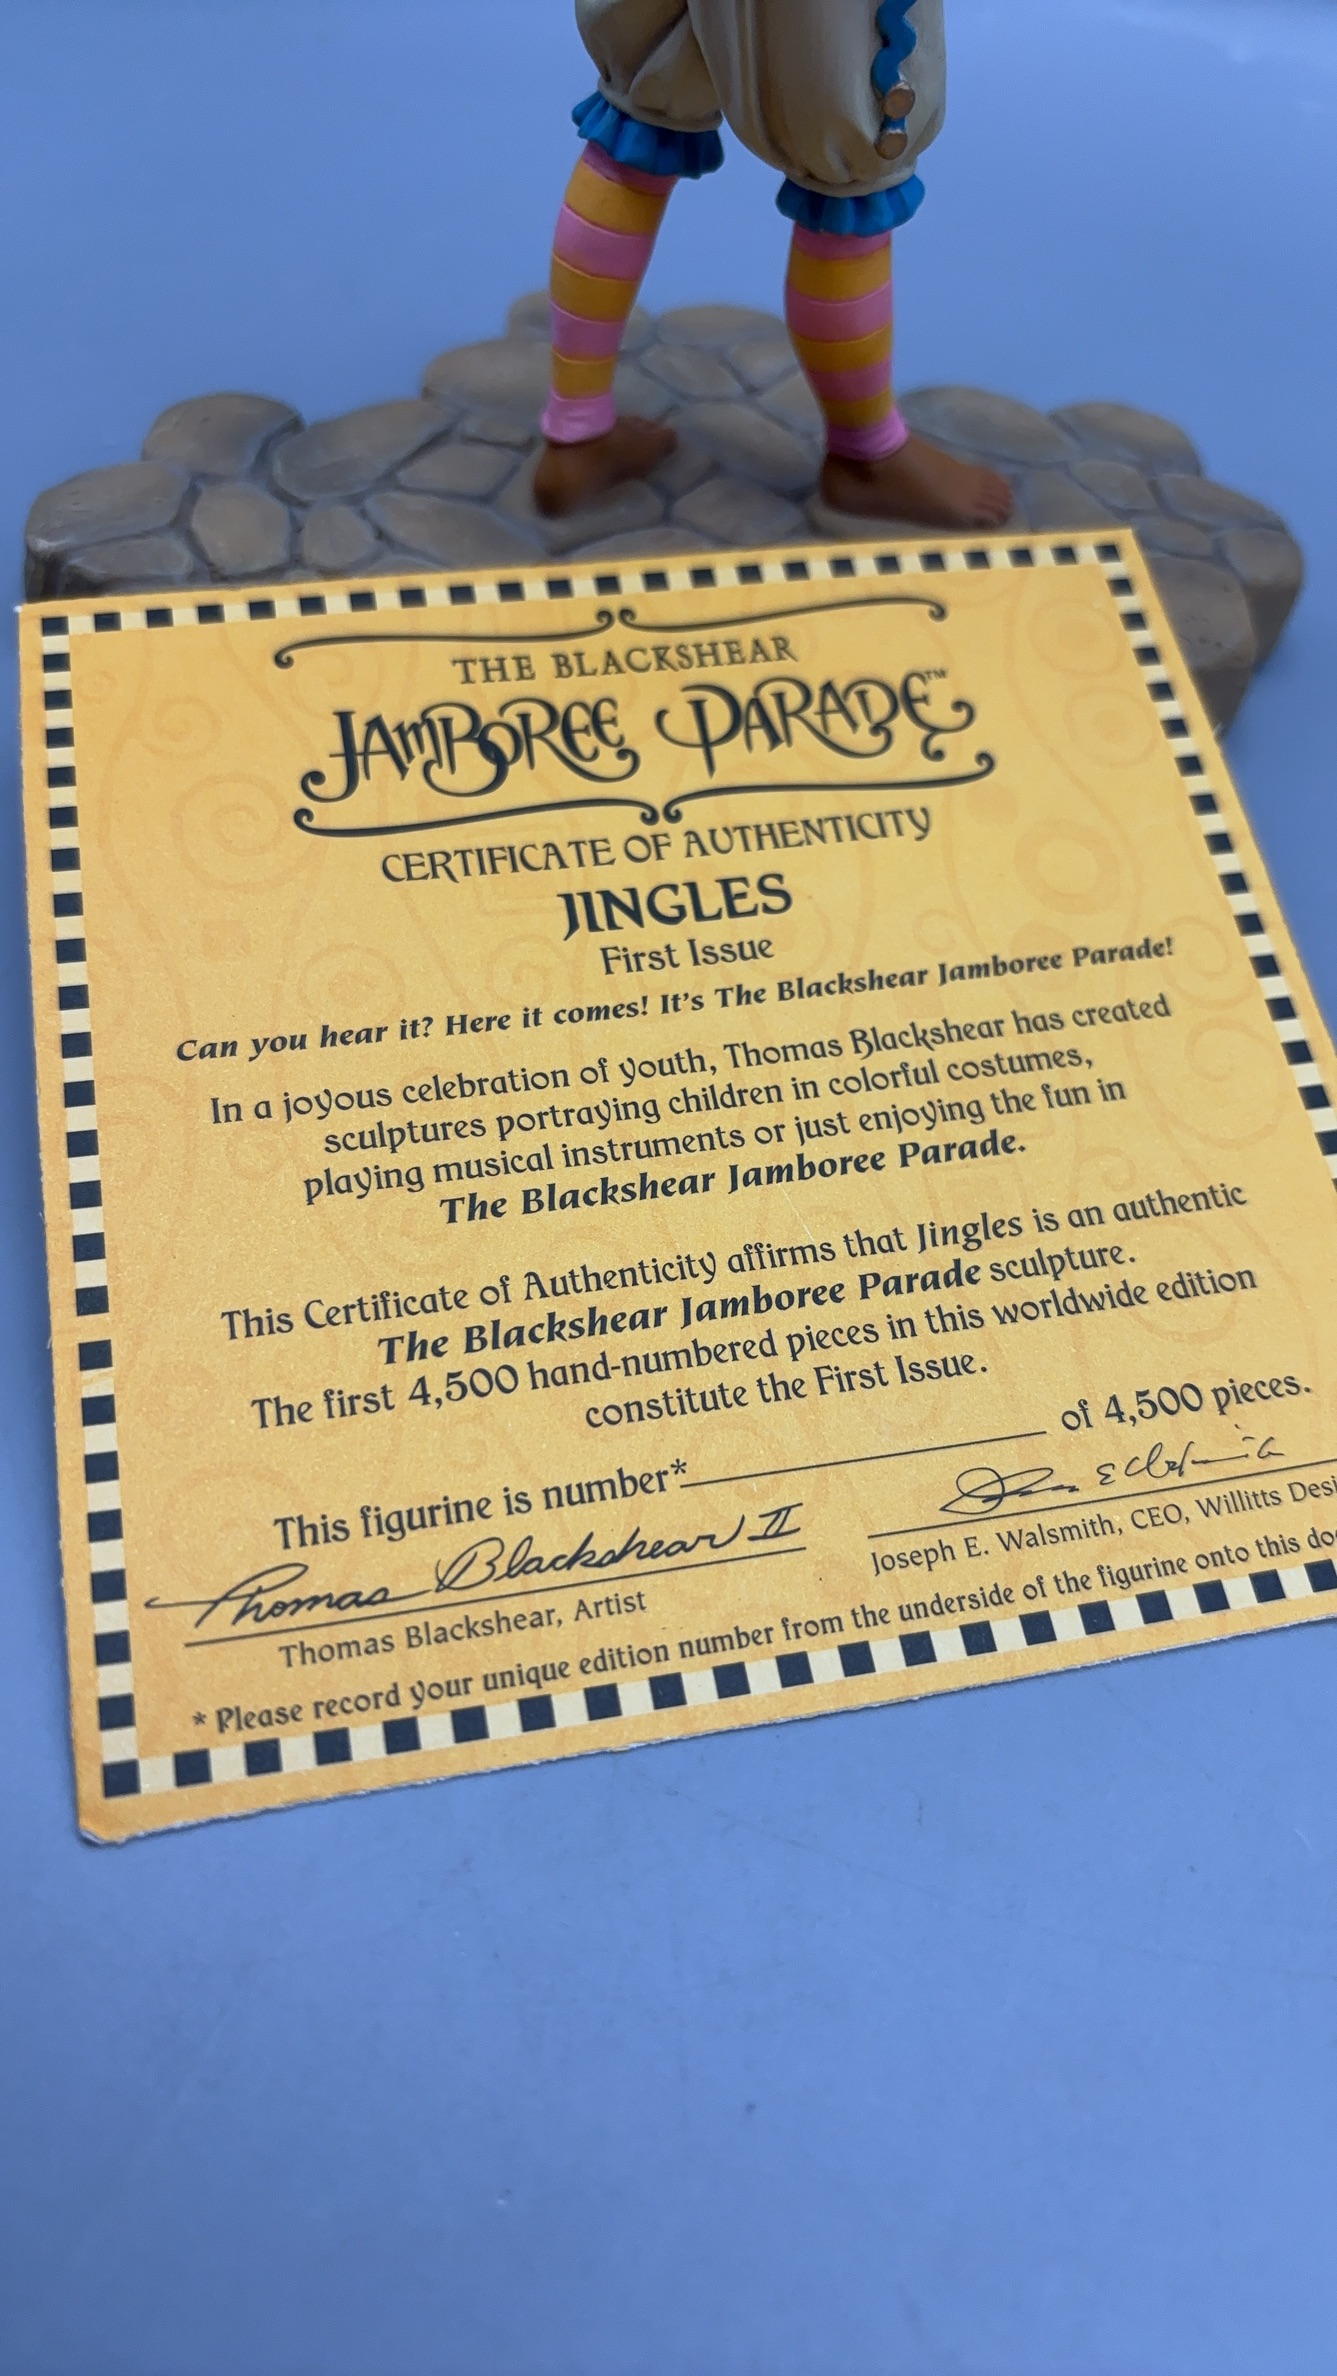 THE BLACKSHEAR
JAMBOREE PARADE™
CERTIFICATE OF AUTHENTICITY
JINGLES
First Issue
Can you hear it? Here it comes! It's The Blackshear Jamboree Parade!
In a joyous celebration of youth, Thomas Blackshear has created
sculptures portraying children in colorful costumes,
playing musical instruments or just enjoying the fun in
The Blackshear Jamboree Parade.
This Certificate of Authenticity affirms that Jingles is an authentic
The Blackshear Jamboree Parade sculpture.
The first 4,500 hand-numbered pieces in this worldwide edition
constitute the First Issue.
This figurine is number* of 4,500 pieces.
Thomas Blackshear II
Thomas Blackshear, Artist
Joseph E. Walsmith, CEO, Willitts Desi
* Please record your unique edition number from the underside of the figurine onto this do